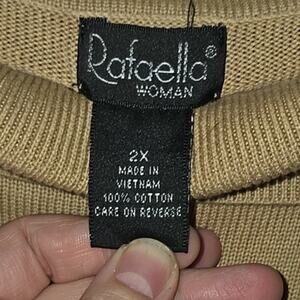 Rafaella®
WOMAN
2X
MADE IN
VIETNAM
100% COTTON
CARE ON REVERSE